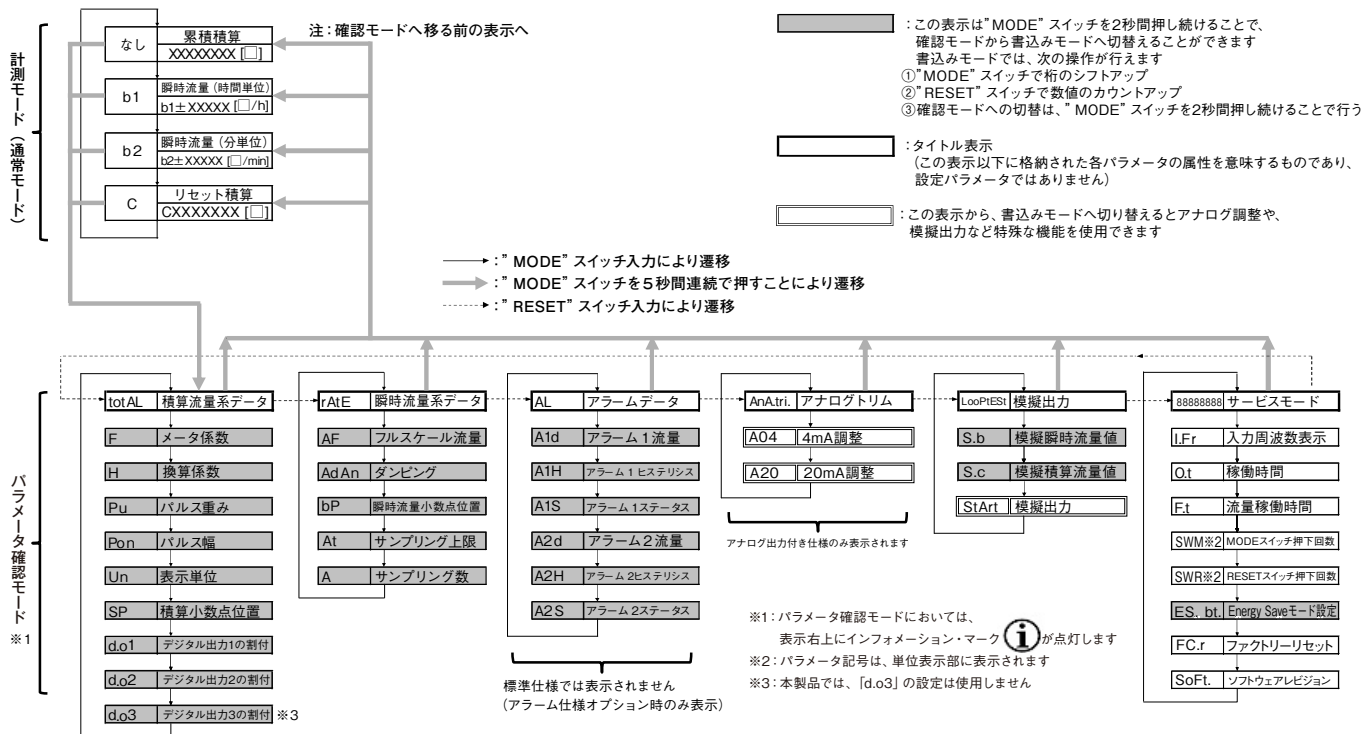 計測モード（通常モード）
なし 累積積算
XXXXXXX [□]
b1 瞬時流量（時間単位）
b1±XXXXX [□/h]
b2 瞬時流量（分単位）
b2±XXXXX [□/min]
C リセット積算
CXXXXXXX [□]
注：確認モードへ移る前の表示へ
：この表示は”MODE”スイッチを2秒間押し続けることで、
確認モードから書込みモードへ切替えることができます
書込みモードでは、次の操作が行えます
①”MODE”スイッチで桁のシフトアップ
②”RESET”スイッチで数値のカウントアップ
③確認モードへの切替は、”MODE”スイッチを2秒間押し続けることで行う
：タイトル表示
（この表示以下に格納された各パラメータの属性を意味するものであり、
設定パラメータではありません）
：この表示から、書込みモードへ切り替えるとアナログ調整や、
模擬出力など特殊な機能を使用できます
：”MODE”スイッチ入力により遷移
：”MODE”スイッチを5秒間連続で押すことにより遷移
：”RESET”スイッチ入力により遷移
パラメータ確認モード
※1
totAL 積算流量系データ
F メータ係数
H 換算係数
Pu パルス重み
Pon パルス幅
Un 表示単位
SP 積算小数点位置
d.o1 デジタル出力1の割付
d.o2 デジタル出力2の割付
d.o3 デジタル出力3の割付 ※3
rAtE 瞬時流量系データ
AF フルスケール流量
AdAn ダンピング
bP 瞬時流量小数点位置
At サンプリング上限
A サンプリング数
AL アラームデータ
A1d アラーム1流量
A1H アラーム1ヒステリシス
A1S アラーム1ステータス
A2d アラーム2流量
A2H アラーム2ヒステリシス
A2S アラーム2ステータス
標準仕様では表示されません
（アラーム仕様オプション時のみ表示）
AnA.tri. アナログトリム
A04 4mA調整
A20 20mA調整
アナログ出力付き仕様のみ表示されます
LooPtESt 模擬出力
S.b 模擬瞬時流量値
S.c 模擬積算流量値
StArt 模擬出力
88888888 サービスモード
I.Fr 入力周波数表示
O.t 稼働時間
F.t 流量稼働時間
SWM※2 MODEスイッチ押下回数
SWR※2 RESETスイッチ押下回数
ES. bt. Energy Saveモード設定
FC.r ファクトリーリセット
SoFt. ソフトウェアレビジョン
※1：パラメータ確認モードにおいては、
表示右上にインフォメーション・マーク i が点灯します
※2：パラメータ記号は、単位表示部に表示されます
※3：本製品では、「d.o3」の設定は使用しません